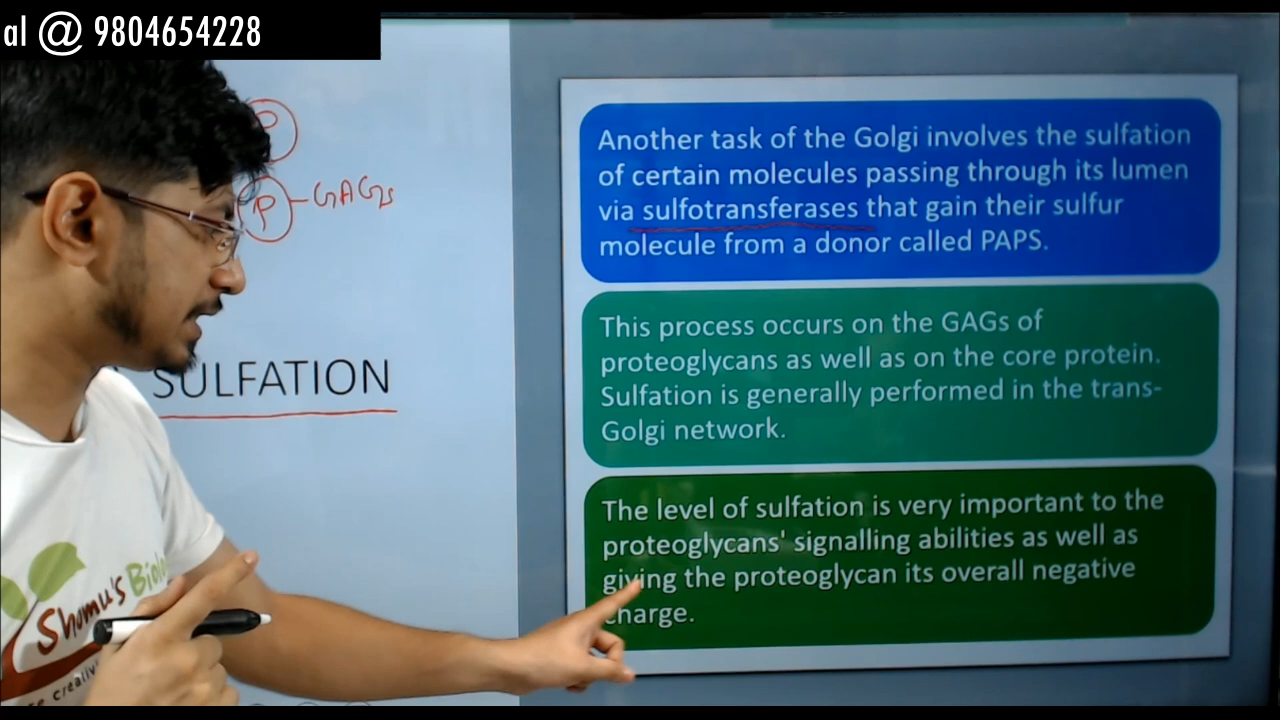 al @ 9804654228
P
P - GAGs
SULFATION
Another task of the Golgi involves the sulfation
of certain molecules passing through its lumen
via sulfotransferases that gain their sulfur
molecule from a donor called PAPS.
This process occurs on the GAGs of
proteoglycans as well as on the core protein.
Sulfation is generally performed in the trans-
Golgi network.
The level of sulfation is very important to the
proteoglycans' signalling abilities as well as
giving the proteoglycan its overall negative
charge.
Shomu's Biolo